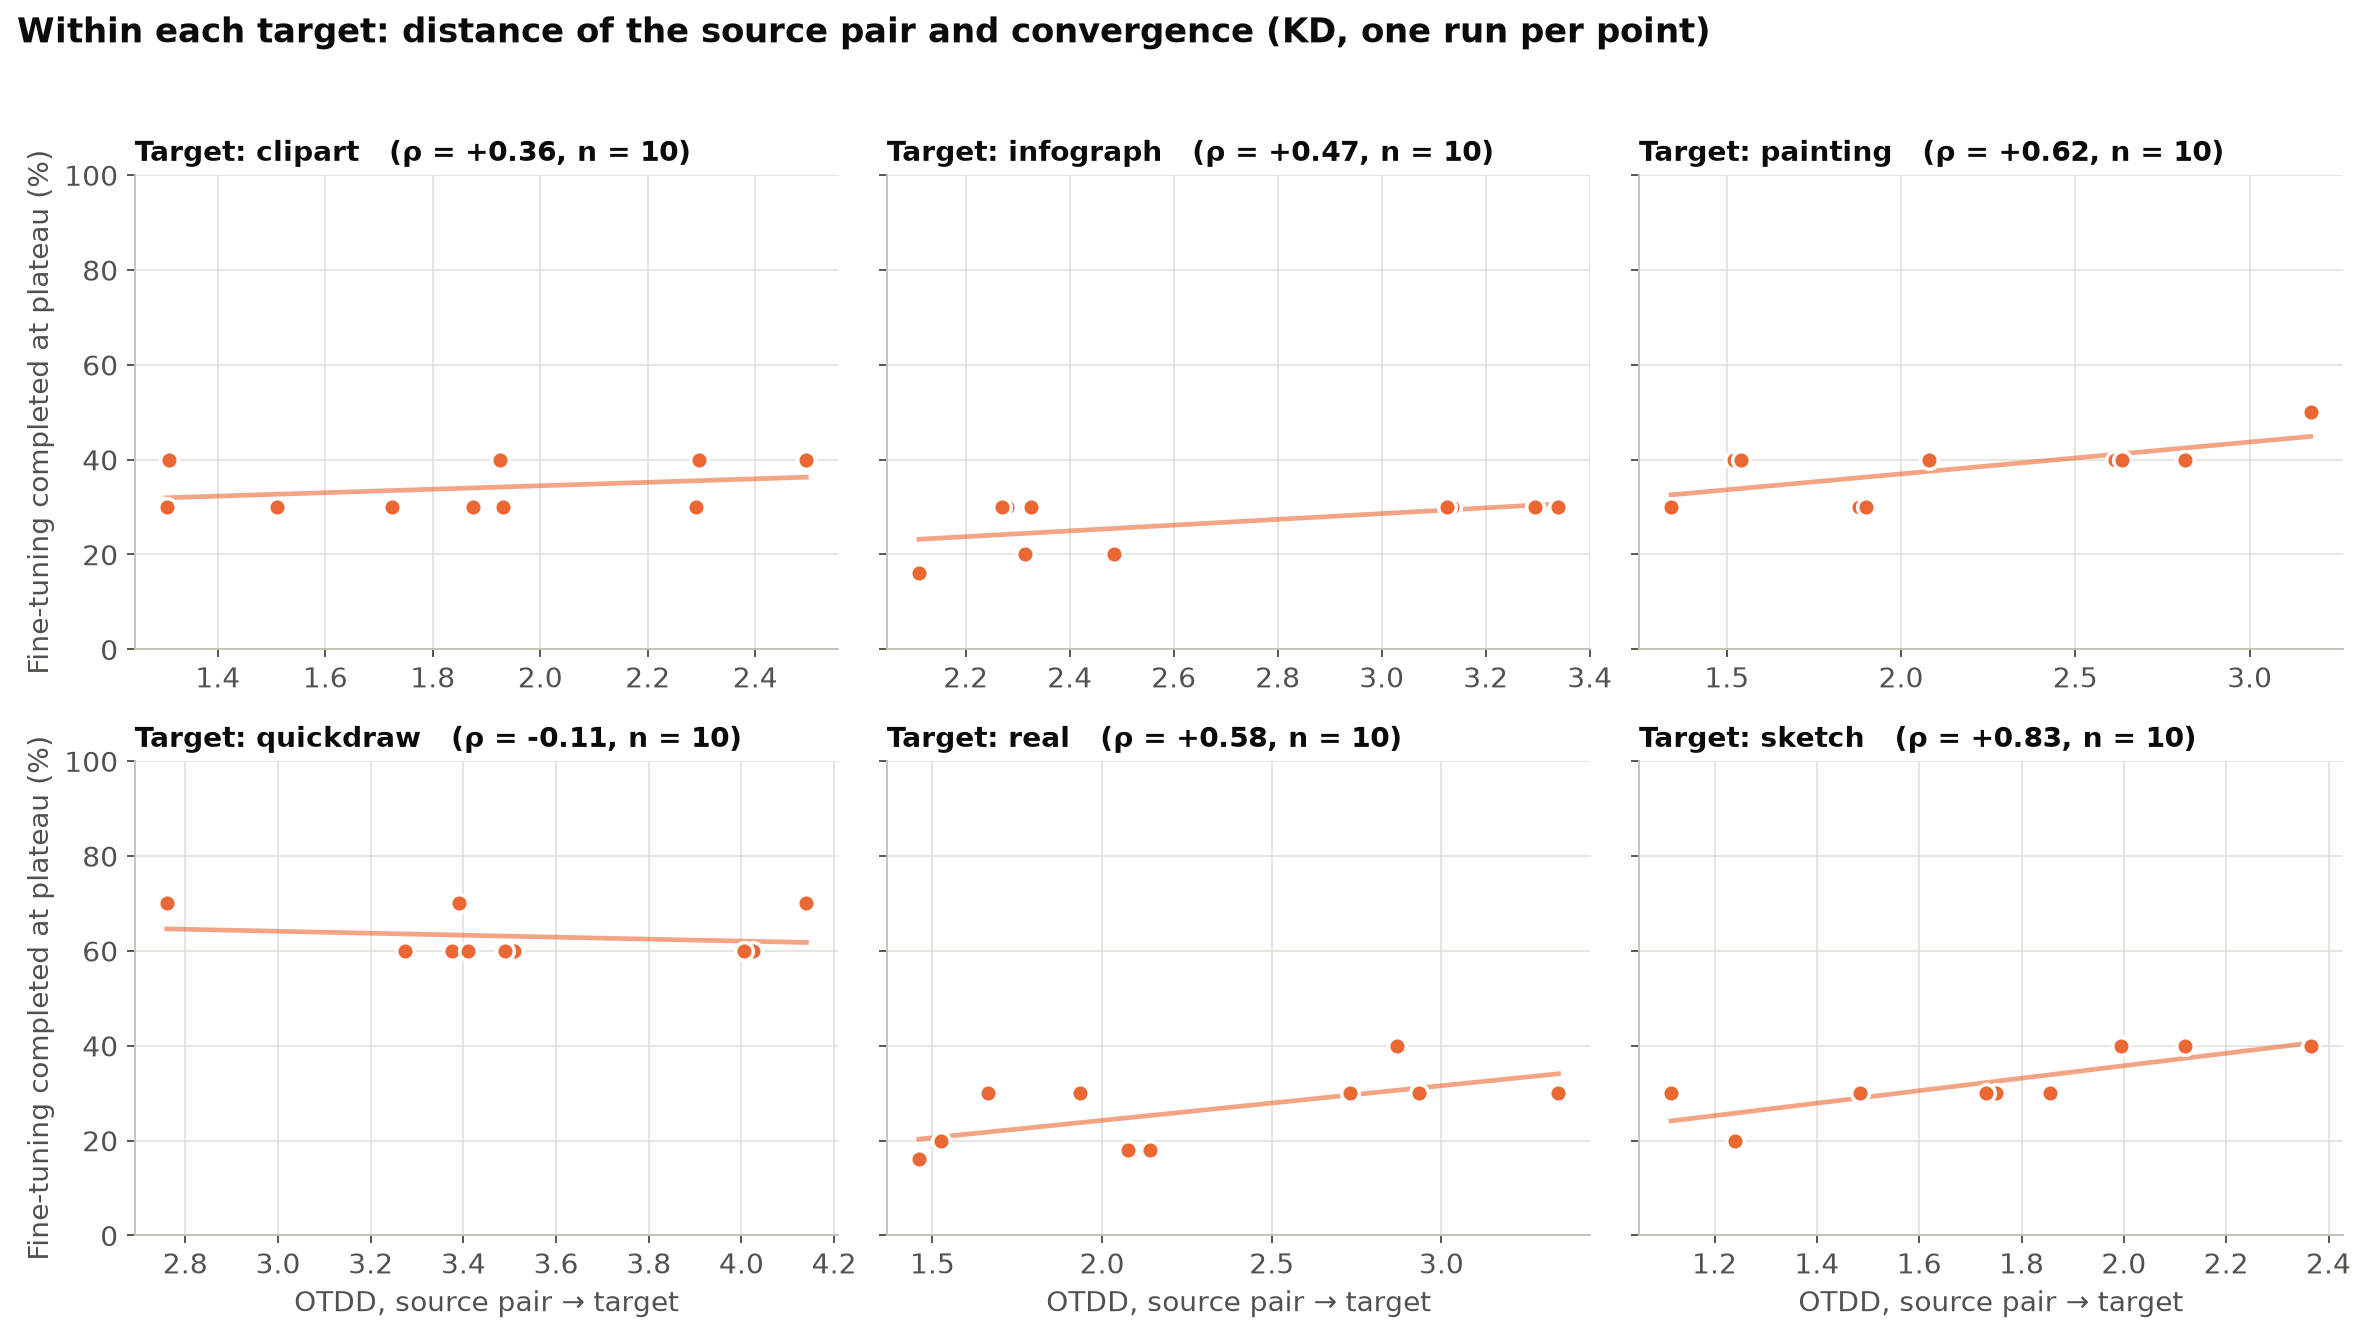 Within each target: distance of the source pair and convergence (KD, one run per point)
Target: clipart (ρ = +0.36, n = 10)
Target: infograph (ρ = +0.47, n = 10)
Target: painting (ρ = +0.62, n = 10)
Fine-tuning completed at plateau (%)
100
80
60
40
20
0
1.4 1.6 1.8 2.0 2.2 2.4
2.2 2.4 2.6 2.8 3.0 3.2 3.4
1.5 2.0 2.5 3.0
Target: quickdraw (ρ = -0.11, n = 10)
Target: real (ρ = +0.58, n = 10)
Target: sketch (ρ = +0.83, n = 10)
Fine-tuning completed at plateau (%)
100
80
60
40
20
0
2.8 3.0 3.2 3.4 3.6 3.8 4.0 4.2
1.5 2.0 2.5 3.0
1.2 1.4 1.6 1.8 2.0 2.2 2.4
OTDD, source pair → target
OTDD, source pair → target
OTDD, source pair → target